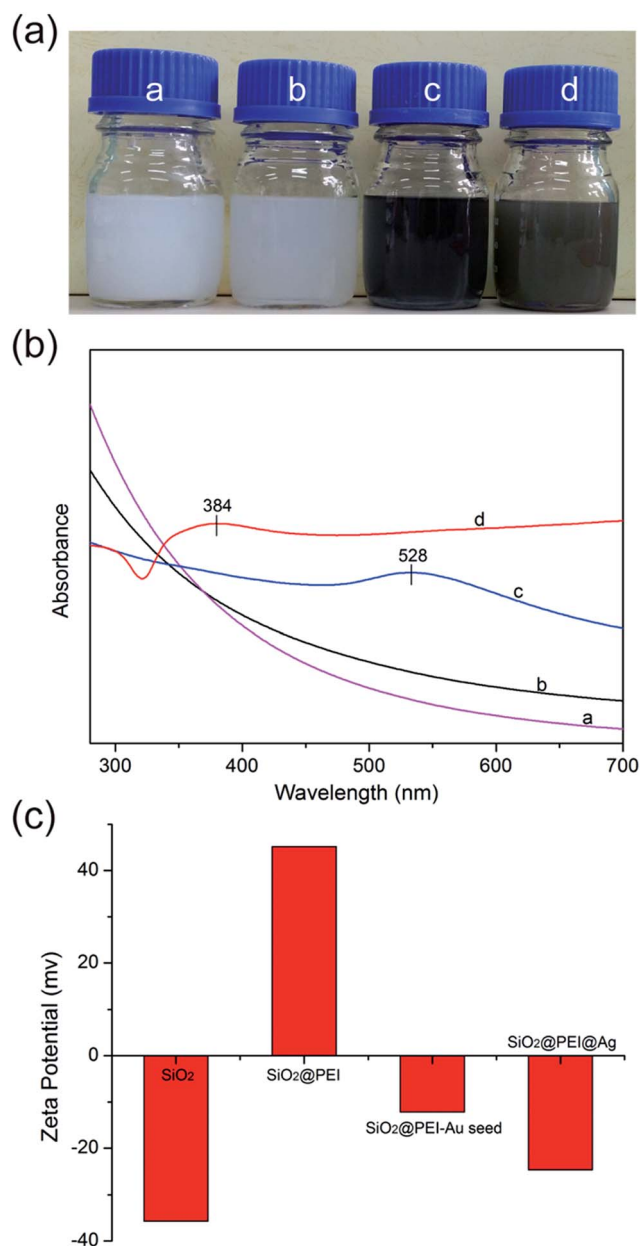 (a)
a b c d
(b)
384
d
528
c
b
a
Absorbance
300 400 500 600 700
Wavelength (nm)
(c)
40
20
0
-20
-40
Zeta Potential (mv)
SiO₂@PEI@Ag
SiO₂ SiO₂@PEI
SiO₂@PEI-Au seed